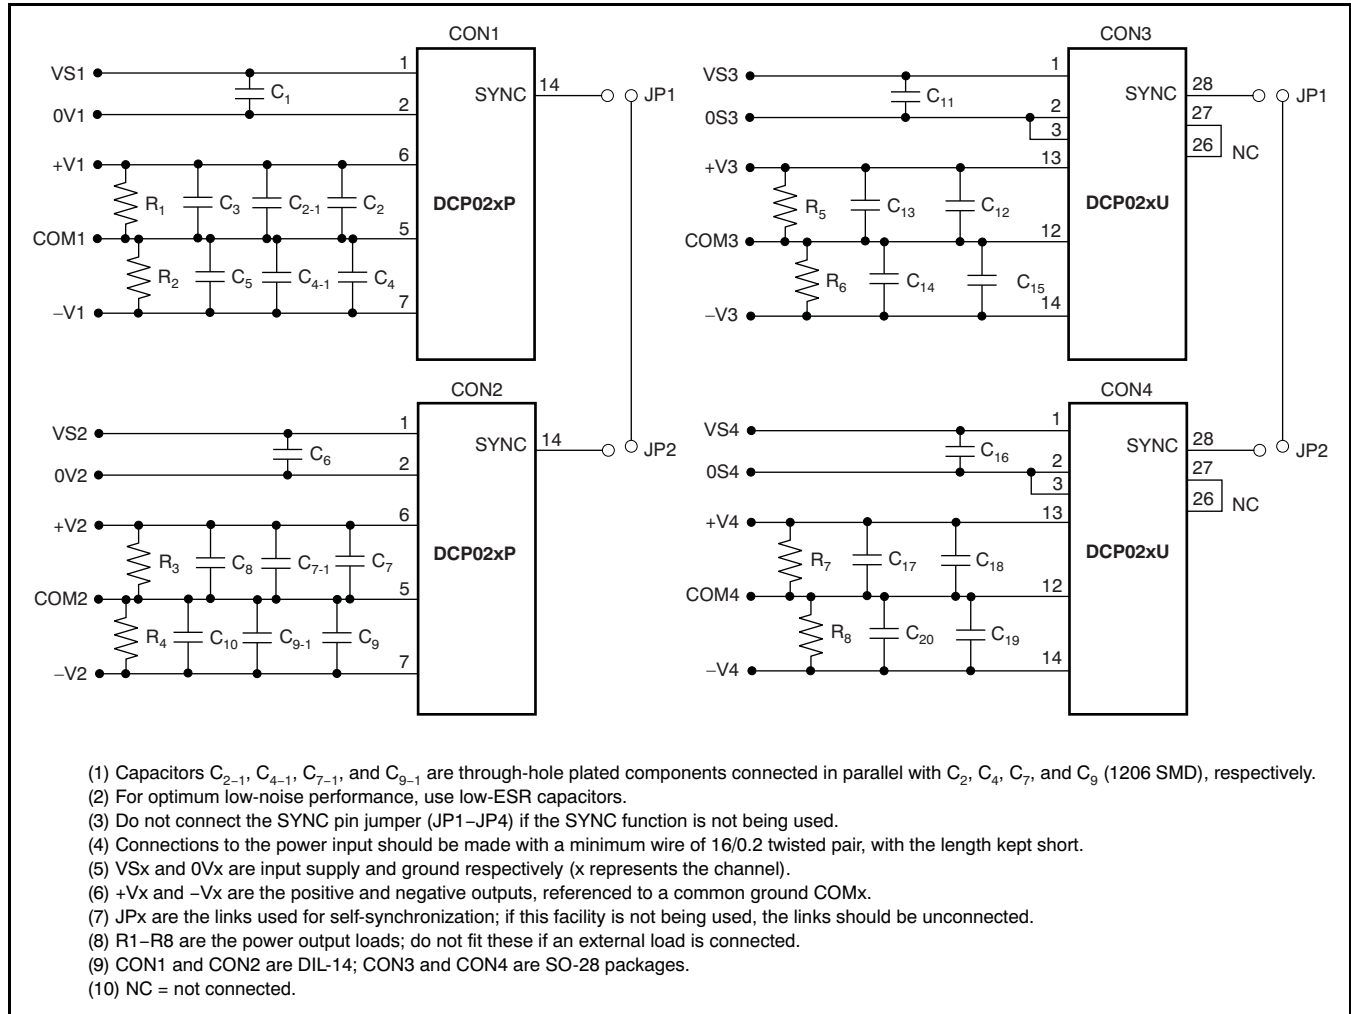 CON1
VS1
1
C1
SYNC
14
JP1
0V1
2
+V1
6
R1
C3
C2-1
C2
DCP02xP
COM1
5
R2
C5
C4-1
C4
−V1
7
CON3
VS3
1
C11
SYNC
28
JP1
0S3
2
3
27
26
NC
+V3
13
R5
C13
C12
DCP02xU
COM3
12
R6
C14
C15
−V3
14
CON2
VS2
1
C6
SYNC
14
JP2
0V2
2
+V2
6
R3
C8
C7-1
C7
DCP02xP
COM2
5
R4
C10
C9-1
C9
−V2
7
CON4
VS4
1
C16
SYNC
28
JP2
0S4
2
3
27
26
NC
+V4
13
R7
C17
C18
DCP02xU
COM4
12
R8
C20
C19
−V4
14
(1) Capacitors C2−1, C4−1, C7−1, and C9−1 are through-hole plated components connected in parallel with C2, C4, C7, and C9 (1206 SMD), respectively.
(2) For optimum low-noise performance, use low-ESR capacitors.
(3) Do not connect the SYNC pin jumper (JP1−JP4) if the SYNC function is not being used.
(4) Connections to the power input should be made with a minimum wire of 16/0.2 twisted pair, with the length kept short.
(5) VSx and 0Vx are input supply and ground respectively (x represents the channel).
(6) +Vx and −Vx are the positive and negative outputs, referenced to a common ground COMx.
(7) JPx are the links used for self-synchronization; if this facility is not being used, the links should be unconnected.
(8) R1−R8 are the power output loads; do not fit these if an external load is connected.
(9) CON1 and CON2 are DIL-14; CON3 and CON4 are SO-28 packages.
(10) NC = not connected.